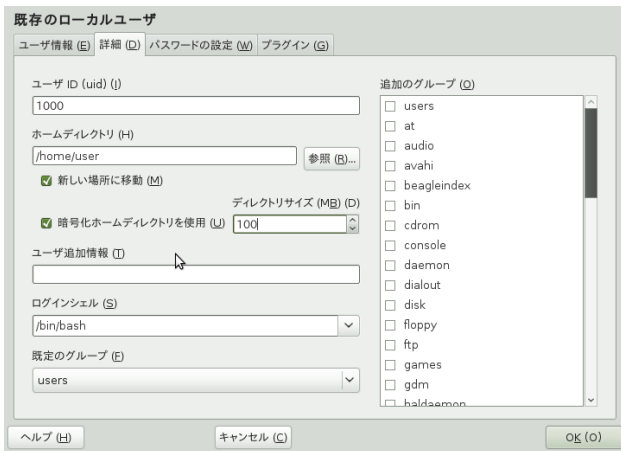 既存のローカルユーザ
ユーザ情報 (E) 詳細 (D) パスワードの設定 (W) プラグイン (G)
ユーザ ID (uid) (I)
1000
ホームディレクトリ (H)
/home/user
参照 (R)...
新しい場所に移動 (M)
ディレクトリサイズ (MB) (D)
暗号化ホームディレクトリを使用 (U) 100
ユーザ追加情報 (T)
ログインシェル (S)
/bin/bash
既定のグループ (F)
users
追加のグループ (O)
users
at
audio
avahi
beagleindex
bin
cdrom
console
daemon
dialout
disk
floppy
ftp
games
gdm
haldaemon
ヘルプ (H) キャンセル (C) OK (O)